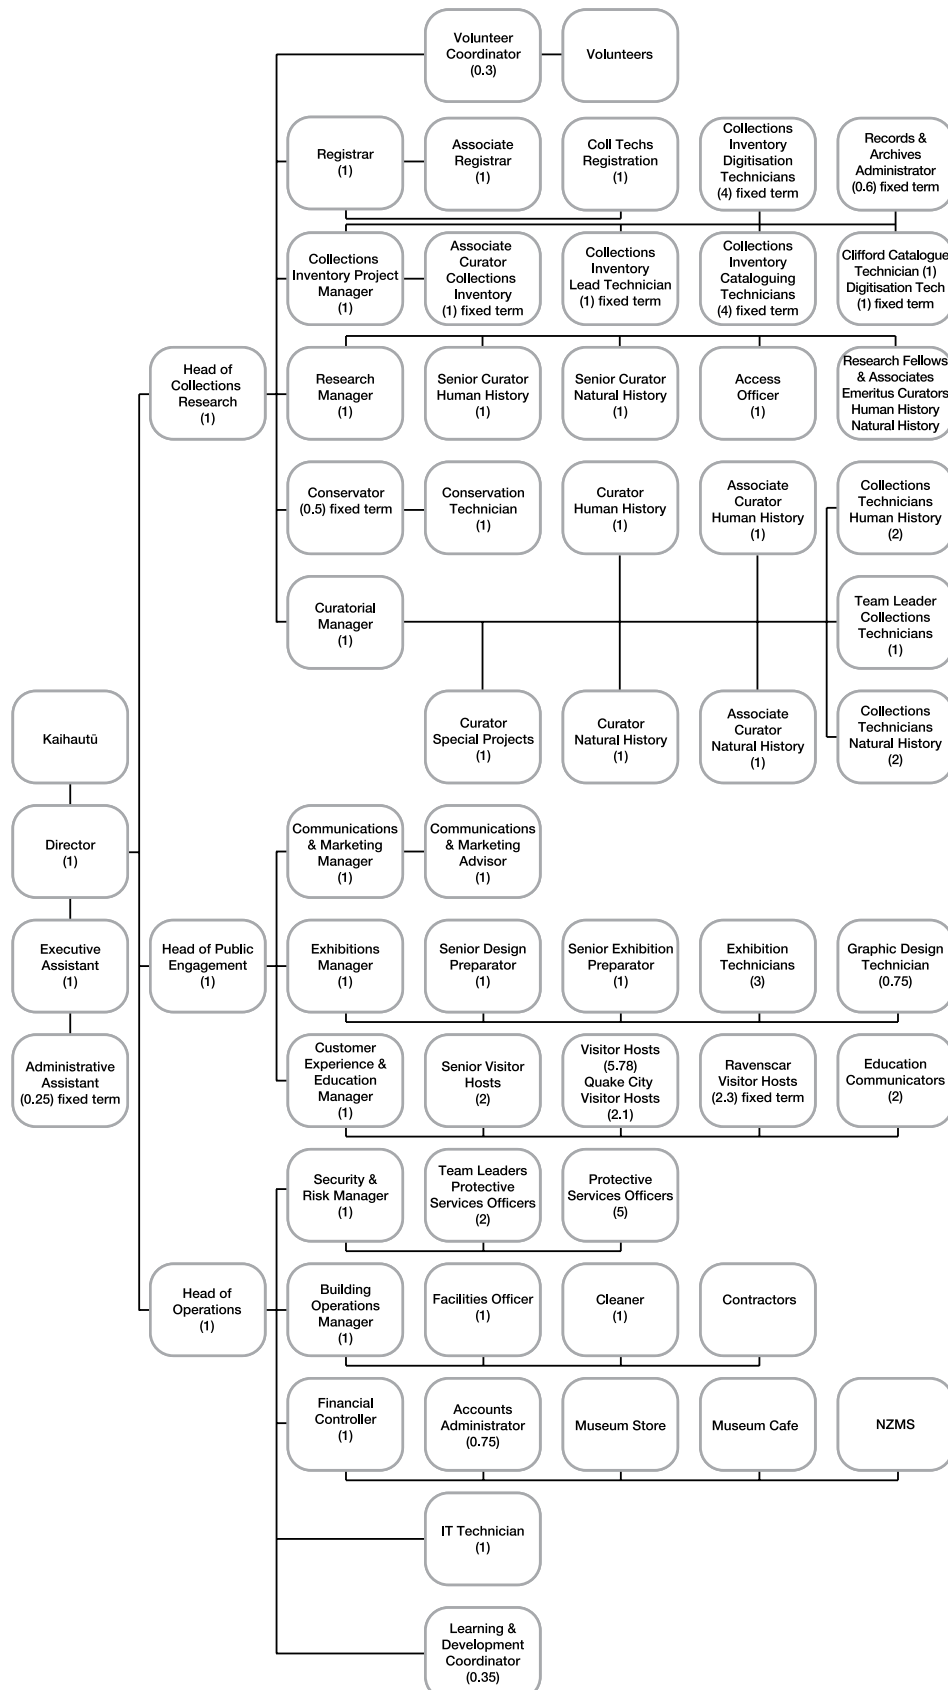 Volunteer
Coordinator
(0.3)
Volunteers
Registrar
(1)
Associate
Registrar
(1)
Coll Techs
Registration
(1)
Collections
Inventory
Digitisation
Technicians
(4) fixed term
Records &
Archives
Administrator
(0.6) fixed term
Collections
Inventory Project
Manager
(1)
Associate
Curator
Collections
Inventory
(1) fixed term
Collections
Inventory
Lead Technician
(1) fixed term
Collections
Inventory
Cataloguing
Technicians
(4) fixed term
Clifford Catalogue
Technician (1)
Digitisation Tech
(1) fixed term
Head of
Collections
Research
(1)
Research
Manager
(1)
Senior Curator
Human History
(1)
Senior Curator
Natural History
(1)
Access
Officer
(1)
Research Fellows
& Associates
Emeritus Curators
Human History
Natural History
Conservator
(0.5) fixed term
Conservation
Technician
(1)
Curator
Human History
(1)
Associate
Curator
Human History
(1)
Collections
Technicians
Human History
(2)
Curatorial
Manager
(1)
Team Leader
Collections
Technicians
(1)
Kaihautū
Curator
Special Projects
(1)
Curator
Natural History
(1)
Associate
Curator
Natural History
(1)
Collections
Technicians
Natural History
(2)
Director
(1)
Communications
& Marketing
Manager
(1)
Communications
& Marketing
Advisor
(1)
Executive
Assistant
(1)
Head of Public
Engagement
(1)
Exhibitions
Manager
(1)
Senior Design
Preparator
(1)
Senior Exhibition
Preparator
(1)
Exhibition
Technicians
(3)
Graphic Design
Technician
(0.75)
Administrative
Assistant
(0.25) fixed term
Customer
Experience &
Education
Manager
(1)
Senior Visitor
Hosts
(2)
Visitor Hosts
(5.78)
Quake City
Visitor Hosts
(2.1)
Ravenscar
Visitor Hosts
(2.3) fixed term
Education
Communicators
(2)
Security &
Risk Manager
(1)
Team Leaders
Protective
Services Officers
(2)
Protective
Services Officers
(5)
Head of
Operations
(1)
Building
Operations
Manager
(1)
Facilities Officer
(1)
Cleaner
(1)
Contractors
Financial
Controller
(1)
Accounts
Administrator
(0.75)
Museum Store
Museum Cafe
NZMS
IT Technician
(1)
Learning &
Development
Coordinator
(0.35)